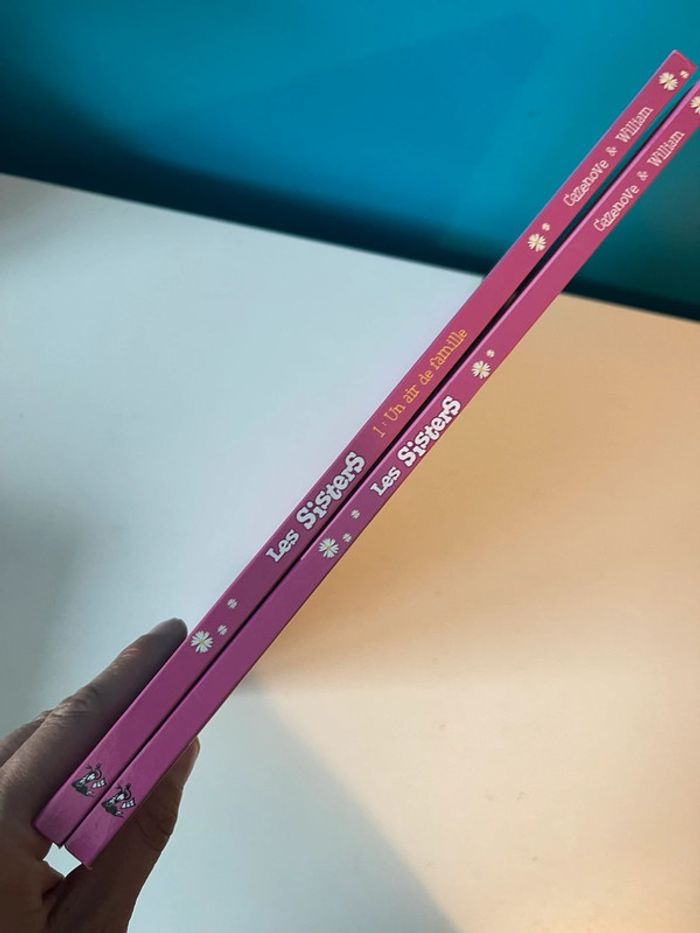 Les SisterS 1 : Un air de famille Cazenove & William
Les SisterS Cazenove & William